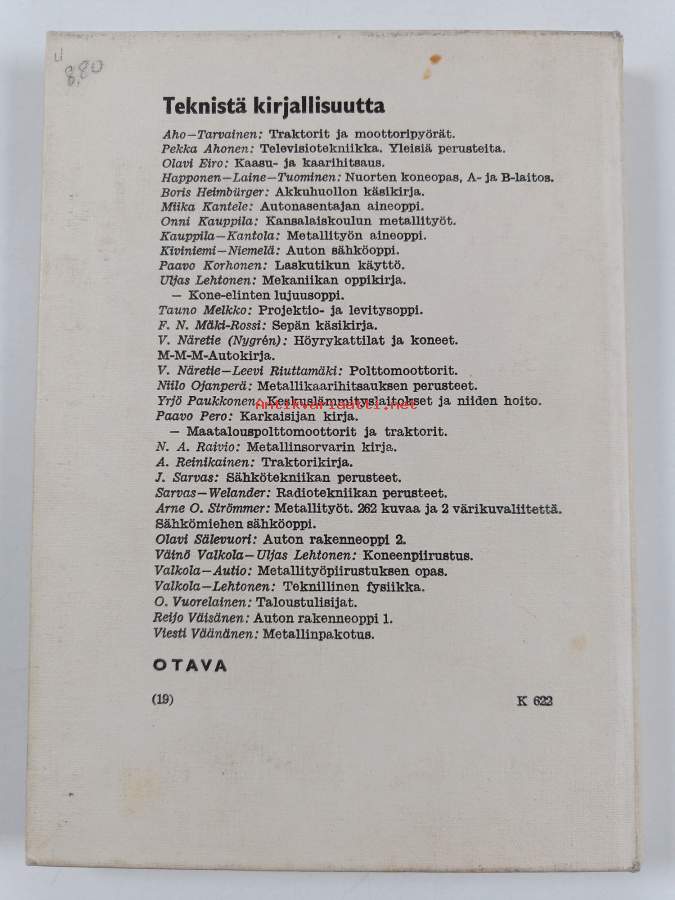 8,80
Teknistä kirjallisuutta
Aho—Tarvainen: Traktorit ja moottoripyörät.
Pekka Ahonen: Televisiotekniikka. Yleisiä perusteita.
Olavi Eiro: Kaasu- ja kaarihitsaus.
Happonen—Laine—Tuominen: Nuorten koneopas, A- ja B-laitos.
Boris Heimbürger: Akkuhuollon käsikirja.
Miika Kantele: Autonasentajan aineoppi.
Onni Kauppila: Kansalaiskoulun metallityöt.
Kauppila—Kantola: Metallityön aineoppi.
Kiviniemi—Niemelä: Auton sähköoppi.
Paavo Korhonen: Laskutikun käyttö.
Uljas Lehtonen: Mekaniikan oppikirja.
— Kone-elinten lujuusoppi.
Tauno Melkko: Projektio- ja levitysoppi.
F. N. Mäki-Rossi: Sepän käsikirja.
V. Näretie (Nygrén): Höyrykattilat ja koneet.
M-M-M-Autokirja.
V. Näretie—Leevi Riuttamäki: Polttomoottorit.
Niilo Ojanperä: Metallikaarihitsauksen perusteet.
Yrjö Paukkonen: Keskuslämmityslaitokset ja niiden hoito.
Antikvariaatti.net
Paavo Pero: Karkaisijan kirja.
— Maatalouspolttomoottorit ja traktorit.
N. A. Raivio: Metallinsorvarin kirja.
A. Reinikainen: Traktorikirja.
J. Sarvas: Sähkötekniikan perusteet.
Sarvas—Welander: Radiotekniikan perusteet.
Arne O. Strömmer: Metallityöt. 262 kuvaa ja 2 värikuvaliitettä.
Sähkömiehen sähköoppi.
Olavi Sälevuori: Auton rakenneoppi 2.
Väinö Valkola—Uljas Lehtonen: Koneenpiirustus.
Valkola—Autio: Metallityöpiirustuksen opas.
Valkola—Lehtonen: Teknillinen fysiikka.
O. Vuorelainen: Taloustulisijat.
Reijo Väisänen: Auton rakenneoppi 1.
Viesti Väänänen: Metallinpakotus.
OTAVA
(19) K 622